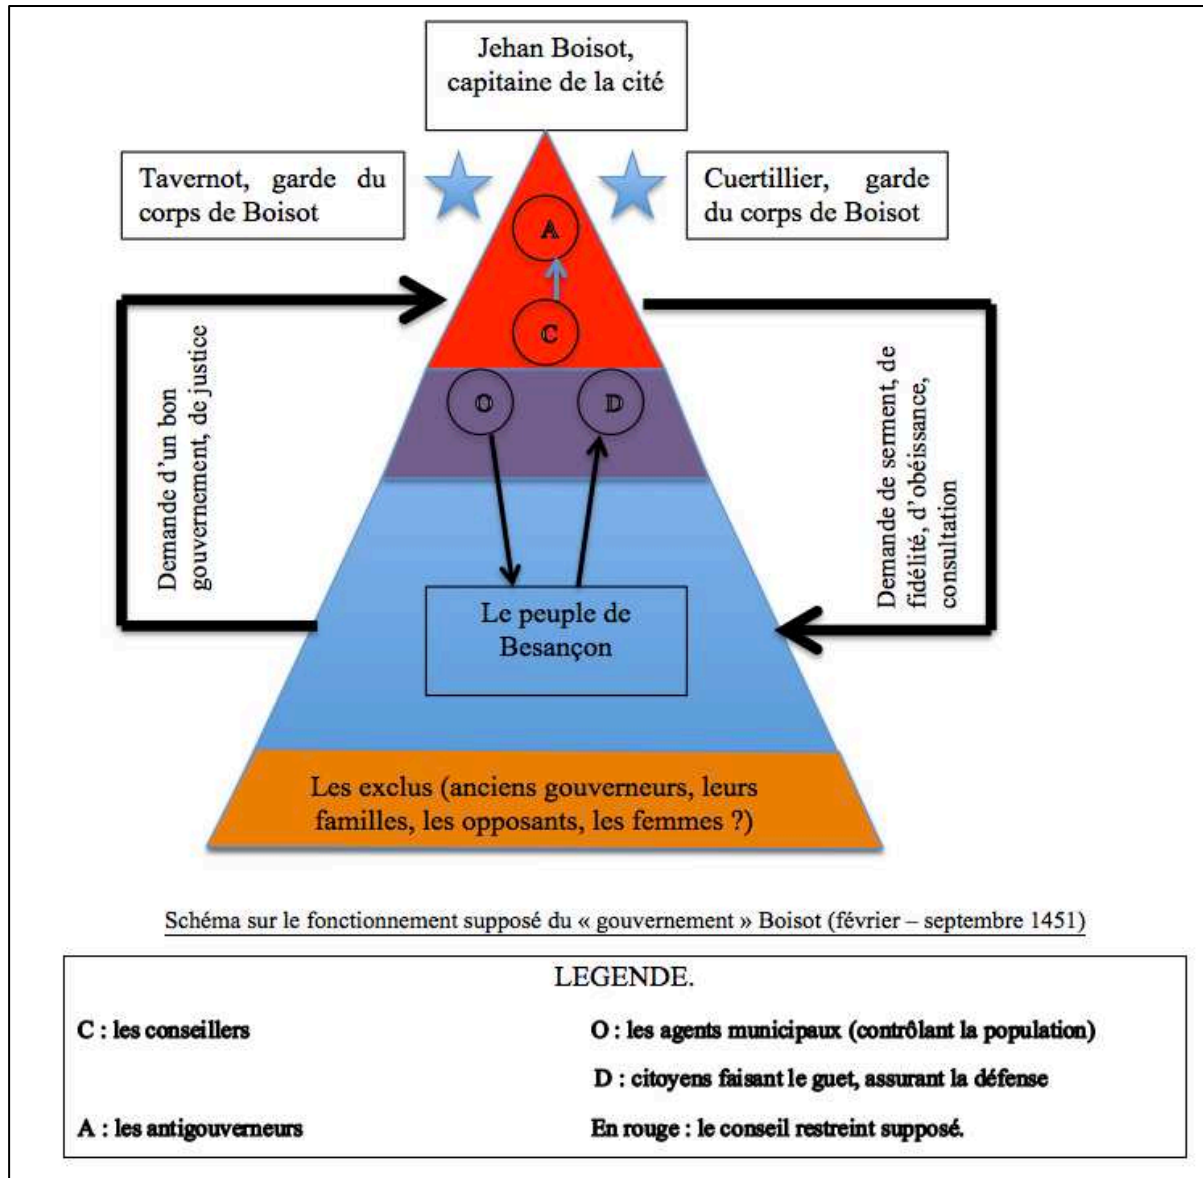 Jehan Boisot,
capitaine de la cité
Tavernot, garde du
corps de Boisot
Cuertillier, garde
du corps de Boisot
A
C
O
D
Demande d'un bon
gouvernement, de justice
Demande de serment, de
fidélité, d'obéissance,
consultation
Le peuple de
Besançon
Les exclus (anciens gouverneurs, leurs
familles, les opposants, les femmes ?)
Schéma sur le fonctionnement supposé du « gouvernement » Boisot (février – septembre 1451)
LEGENDE.
C : les conseillers
O : les agents municipaux (contrôlant la population)
D : citoyens faisant le guet, assurant la défense
A : les antigouverneurs
En rouge : le conseil restreint supposé.